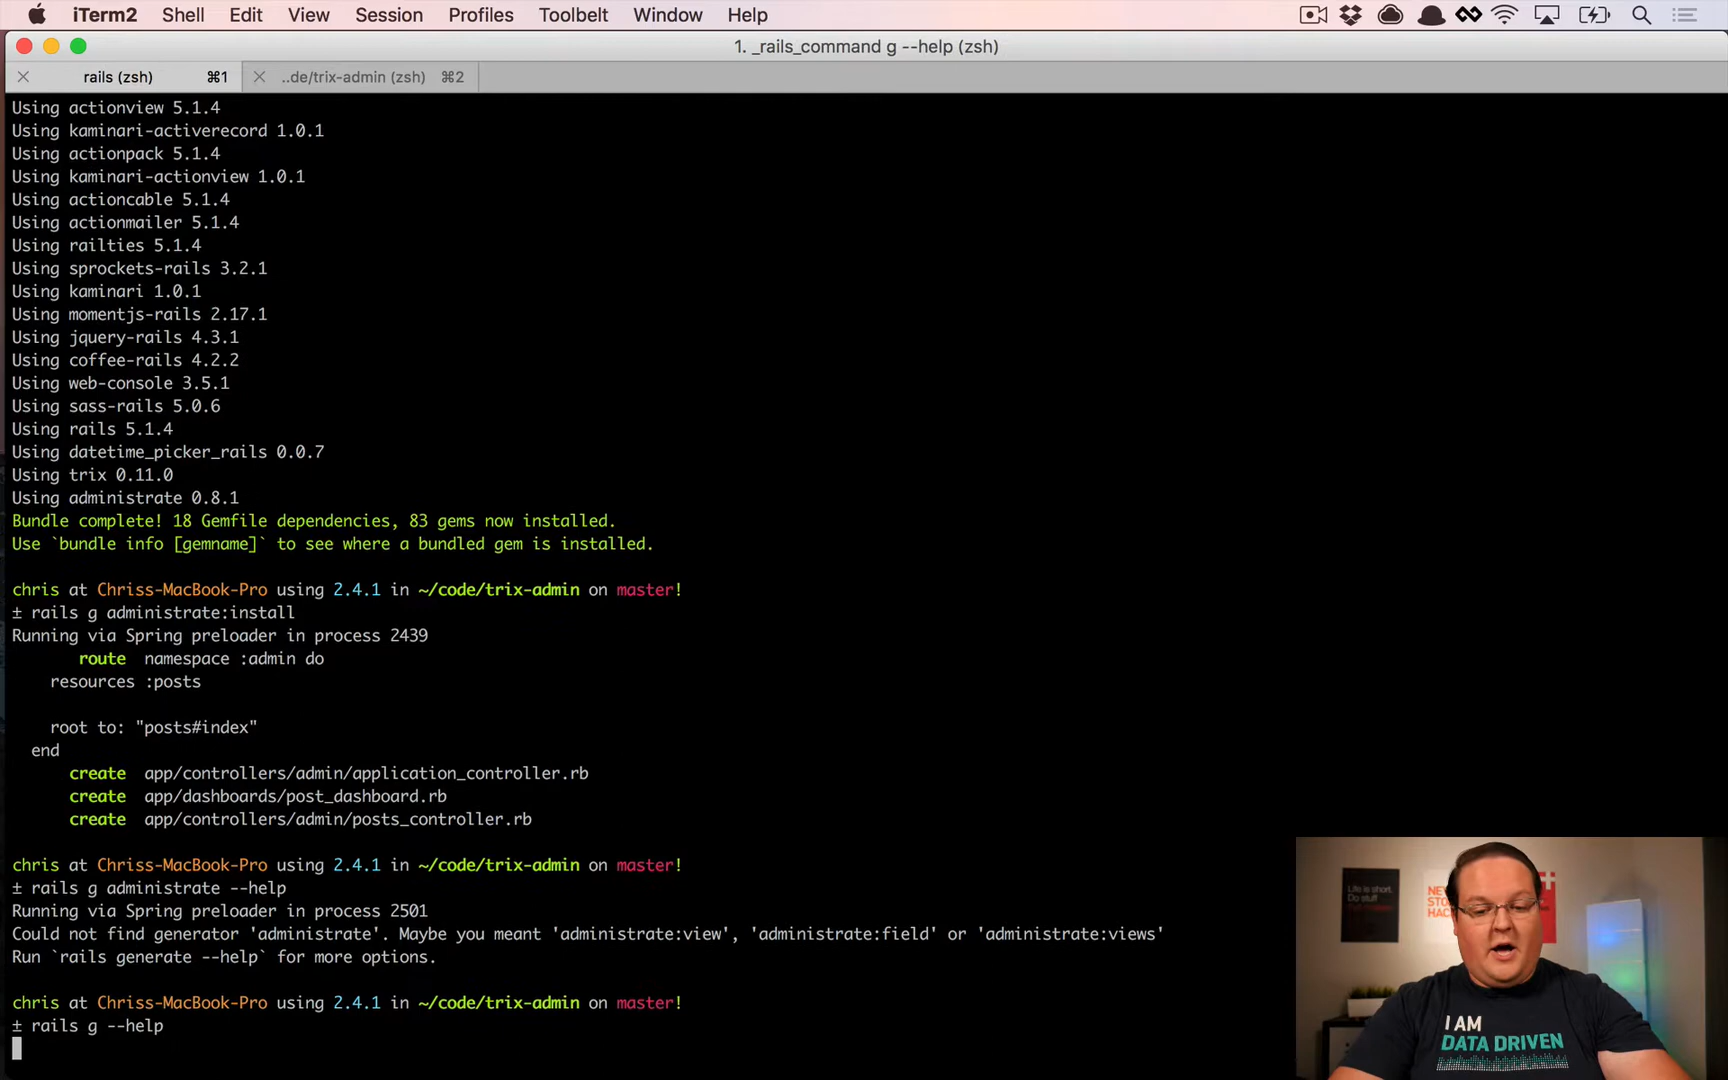 iTerm2 Shell Edit View Session Profiles Toolbelt Window Help
1. _rails_command g --help (zsh)
rails (zsh) ⌘1 ..de/trix-admin (zsh) ⌘2
Using actionview 5.1.4
Using kaminari-activerecord 1.0.1
Using actionpack 5.1.4
Using kaminari-actionview 1.0.1
Using actioncable 5.1.4
Using actionmailer 5.1.4
Using railties 5.1.4
Using sprockets-rails 3.2.1
Using kaminari 1.0.1
Using momentjs-rails 2.17.1
Using jquery-rails 4.3.1
Using coffee-rails 4.2.2
Using web-console 3.5.1
Using sass-rails 5.0.6
Using rails 5.1.4
Using datetime_picker_rails 0.0.7
Using trix 0.11.0
Using administrate 0.8.1
Bundle complete! 18 Gemfile dependencies, 83 gems now installed.
Use `bundle info [gemname]` to see where a bundled gem is installed.
chris at Chriss-MacBook-Pro using 2.4.1 in ~/code/trix-admin on master!
± rails g administrate:install
Running via Spring preloader in process 2439
route namespace :admin do
resources :posts
root to: "posts#index"
end
create app/controllers/admin/application_controller.rb
create app/dashboards/post_dashboard.rb
create app/controllers/admin/posts_controller.rb
chris at Chriss-MacBook-Pro using 2.4.1 in ~/code/trix-admin on master!
± rails g administrate --help
Running via Spring preloader in process 2501
Could not find generator 'administrate'. Maybe you meant 'administrate:view', 'administrate:field' or 'administrate:views'
Run `rails generate --help` for more options.
chris at Chriss-MacBook-Pro using 2.4.1 in ~/code/trix-admin on master!
± rails g --help
Life is short.
Do stuff
I AM
DATA DRIVEN